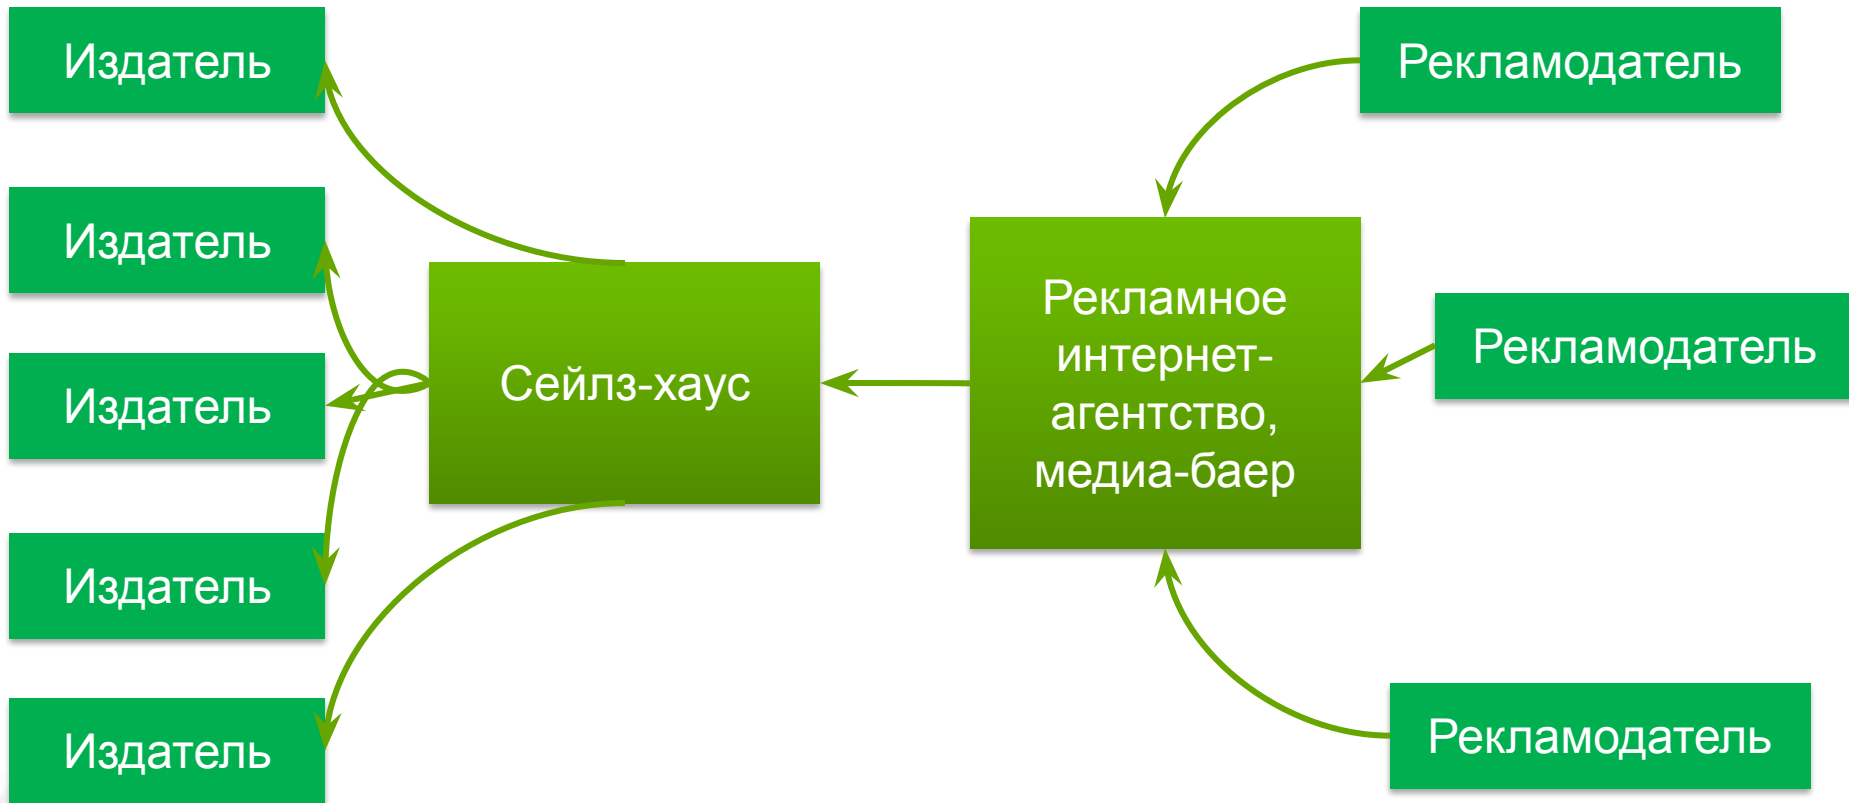 Издатель
Издатель
Издатель
Издатель
Издатель
Сейлз-хаус
Рекламное
интернет-
агентство,
медиа-баер
Рекламодатель
Рекламодатель
Рекламодатель